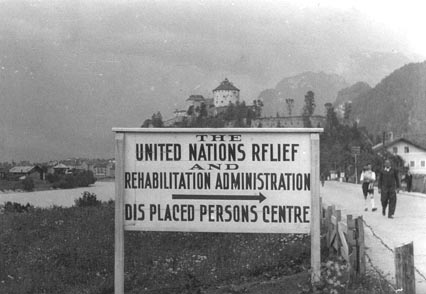 THE
UNITED NATIONS RFLIEF
AND
REHABILITATION ADMINISTRATION
DIS PLACED PERSONS CENTRE